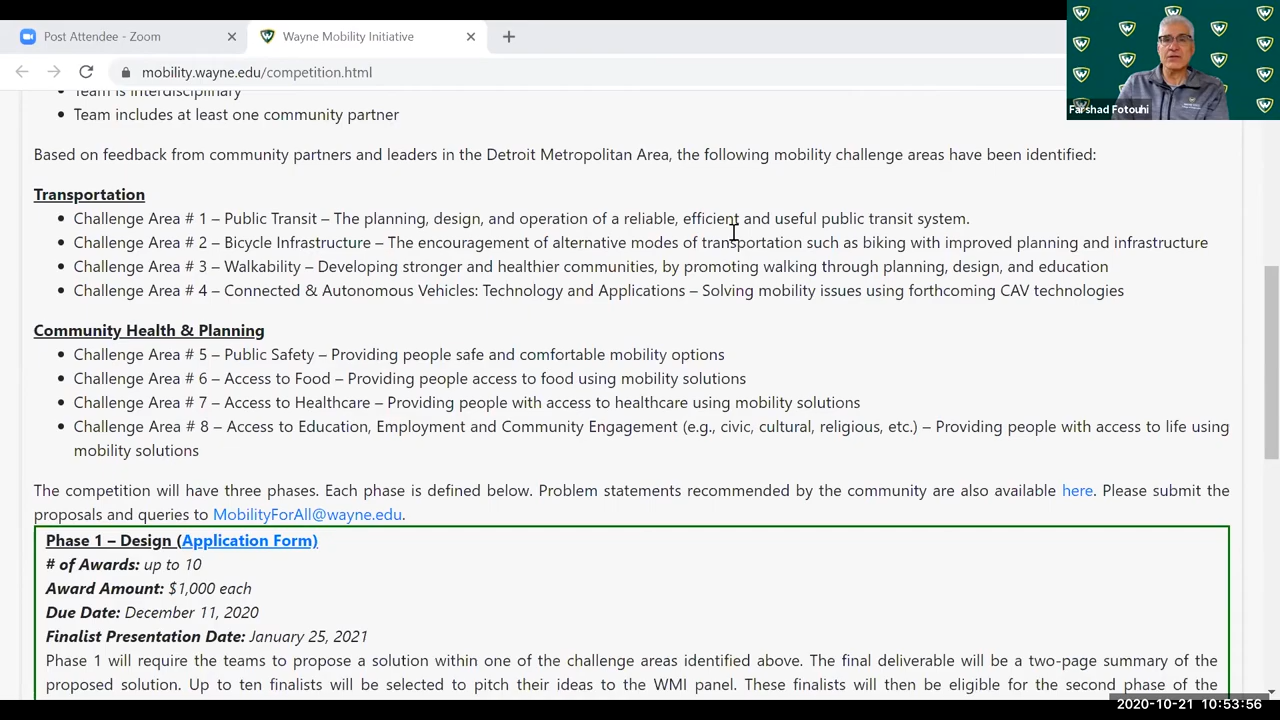 Post Attendee - Zoom
Wayne Mobility Initiative
mobility.wayne.edu/competition.html
Farshad Fotouhi
Team is interdisciplinary
Team includes at least one community partner
Based on feedback from community partners and leaders in the Detroit Metropolitan Area, the following mobility challenge areas have been identified:
Transportation
Challenge Area # 1 – Public Transit – The planning, design, and operation of a reliable, efficient and useful public transit system.
Challenge Area # 2 – Bicycle Infrastructure – The encouragement of alternative modes of transportation such as biking with improved planning and infrastructure
Challenge Area # 3 – Walkability – Developing stronger and healthier communities, by promoting walking through planning, design, and education
Challenge Area # 4 – Connected & Autonomous Vehicles: Technology and Applications – Solving mobility issues using forthcoming CAV technologies
Community Health & Planning
Challenge Area # 5 – Public Safety – Providing people safe and comfortable mobility options
Challenge Area # 6 – Access to Food – Providing people access to food using mobility solutions
Challenge Area # 7 – Access to Healthcare – Providing people with access to healthcare using mobility solutions
Challenge Area # 8 – Access to Education, Employment and Community Engagement (e.g., civic, cultural, religious, etc.) – Providing people with access to life using
mobility solutions
The competition will have three phases. Each phase is defined below. Problem statements recommended by the community are also available here. Please submit the
proposals and queries to MobilityForAll@wayne.edu.
Phase 1 – Design (Application Form)
# of Awards: up to 10
Award Amount: $1,000 each
Due Date: December 11, 2020
Finalist Presentation Date: January 25, 2021
Phase 1 will require the teams to propose a solution within one of the challenge areas identified above. The final deliverable will be a two-page summary of the
proposed solution. Up to ten finalists will be selected to pitch their ideas to the WMI panel. These finalists will then be eligible for the second phase of the
2020-10-21 10:53:56